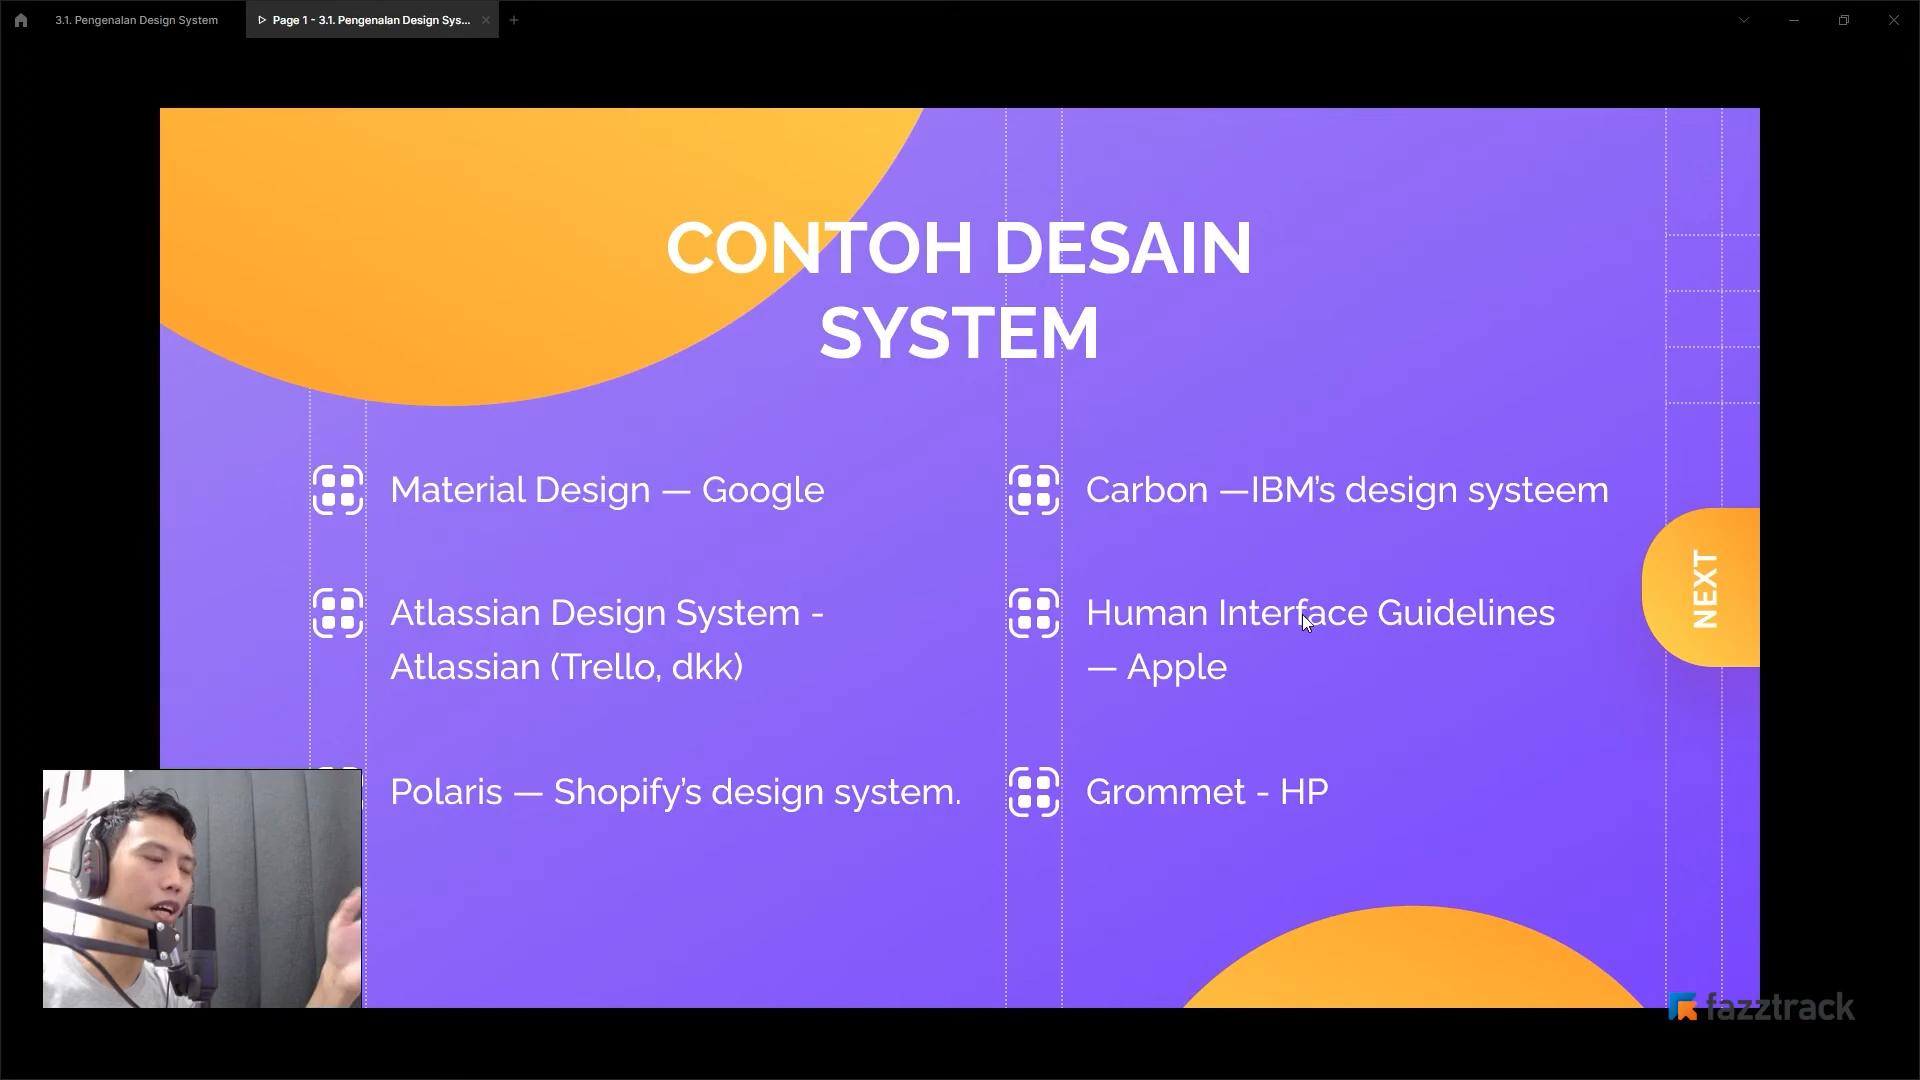 3.1. Pengenalan Design System
Page 1 - 3.1. Pengenalan Design Sys...
CONTOH DESAIN
SYSTEM
Material Design — Google
Carbon —IBM's design systeem
Atlassian Design System -
Atlassian (Trello, dkk)
Human Interface Guidelines
— Apple
NEXT
Polaris — Shopify's design system.
Grommet - HP
fazztrack